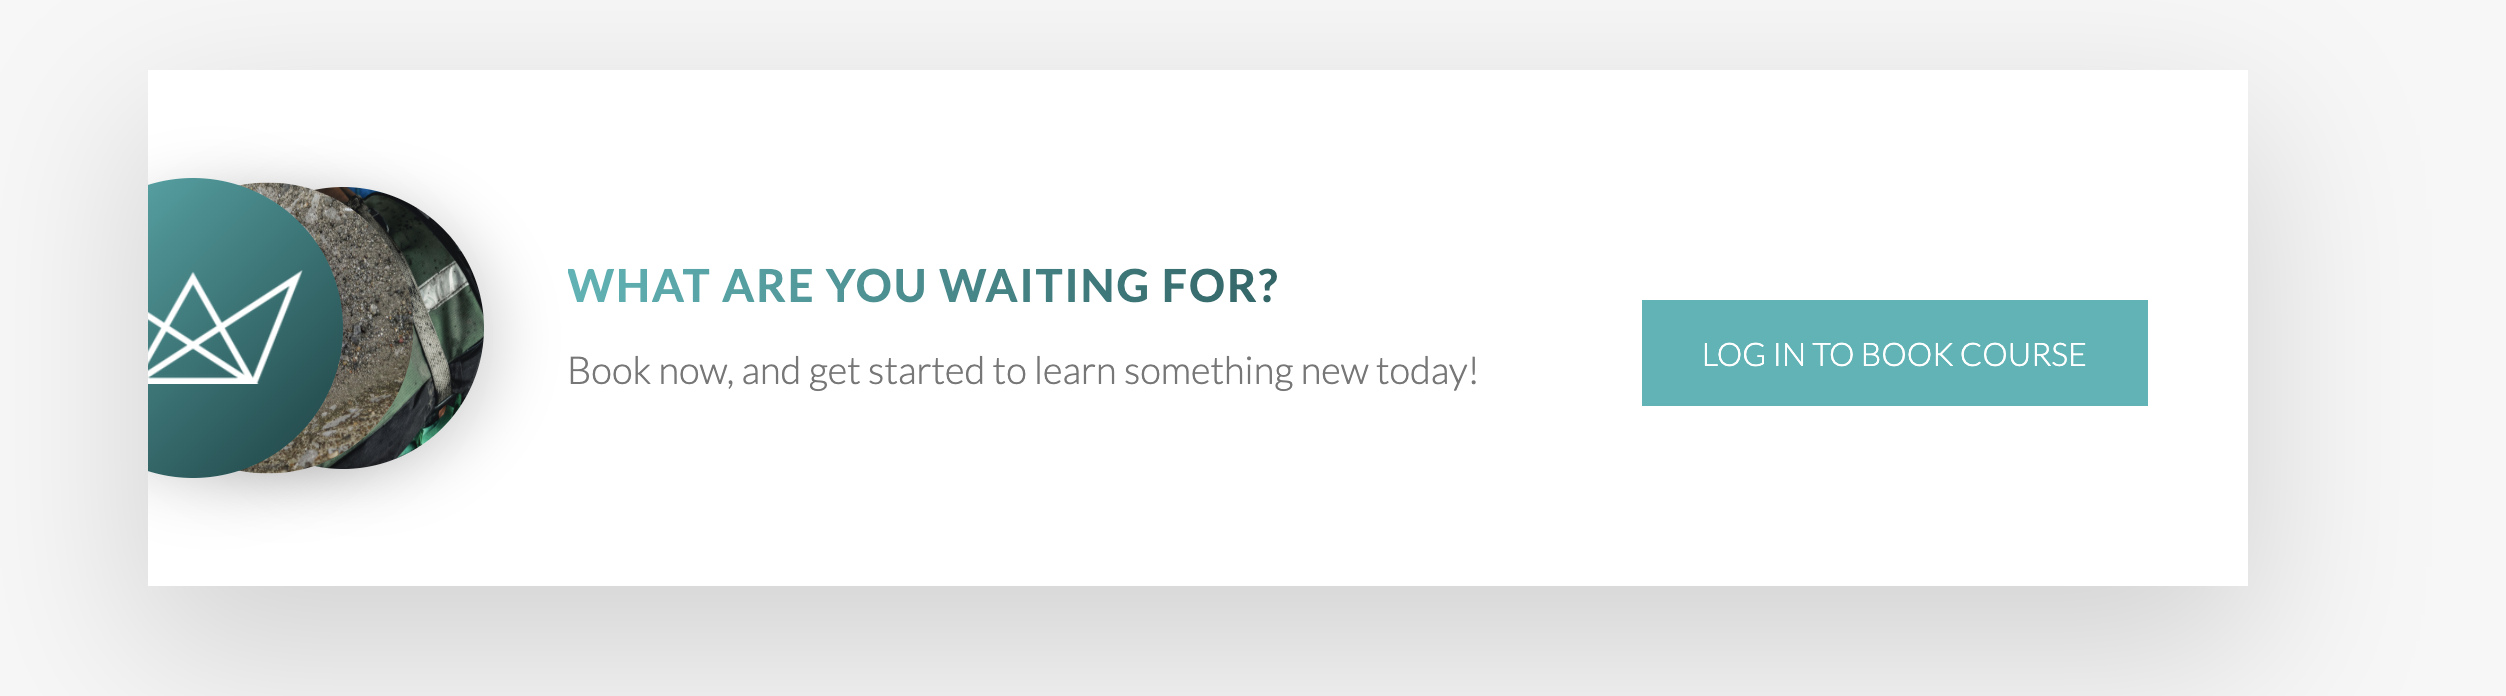 WHAT ARE YOU WAITING FOR?
Book now, and get started to learn something new today!
LOG IN TO BOOK COURSE